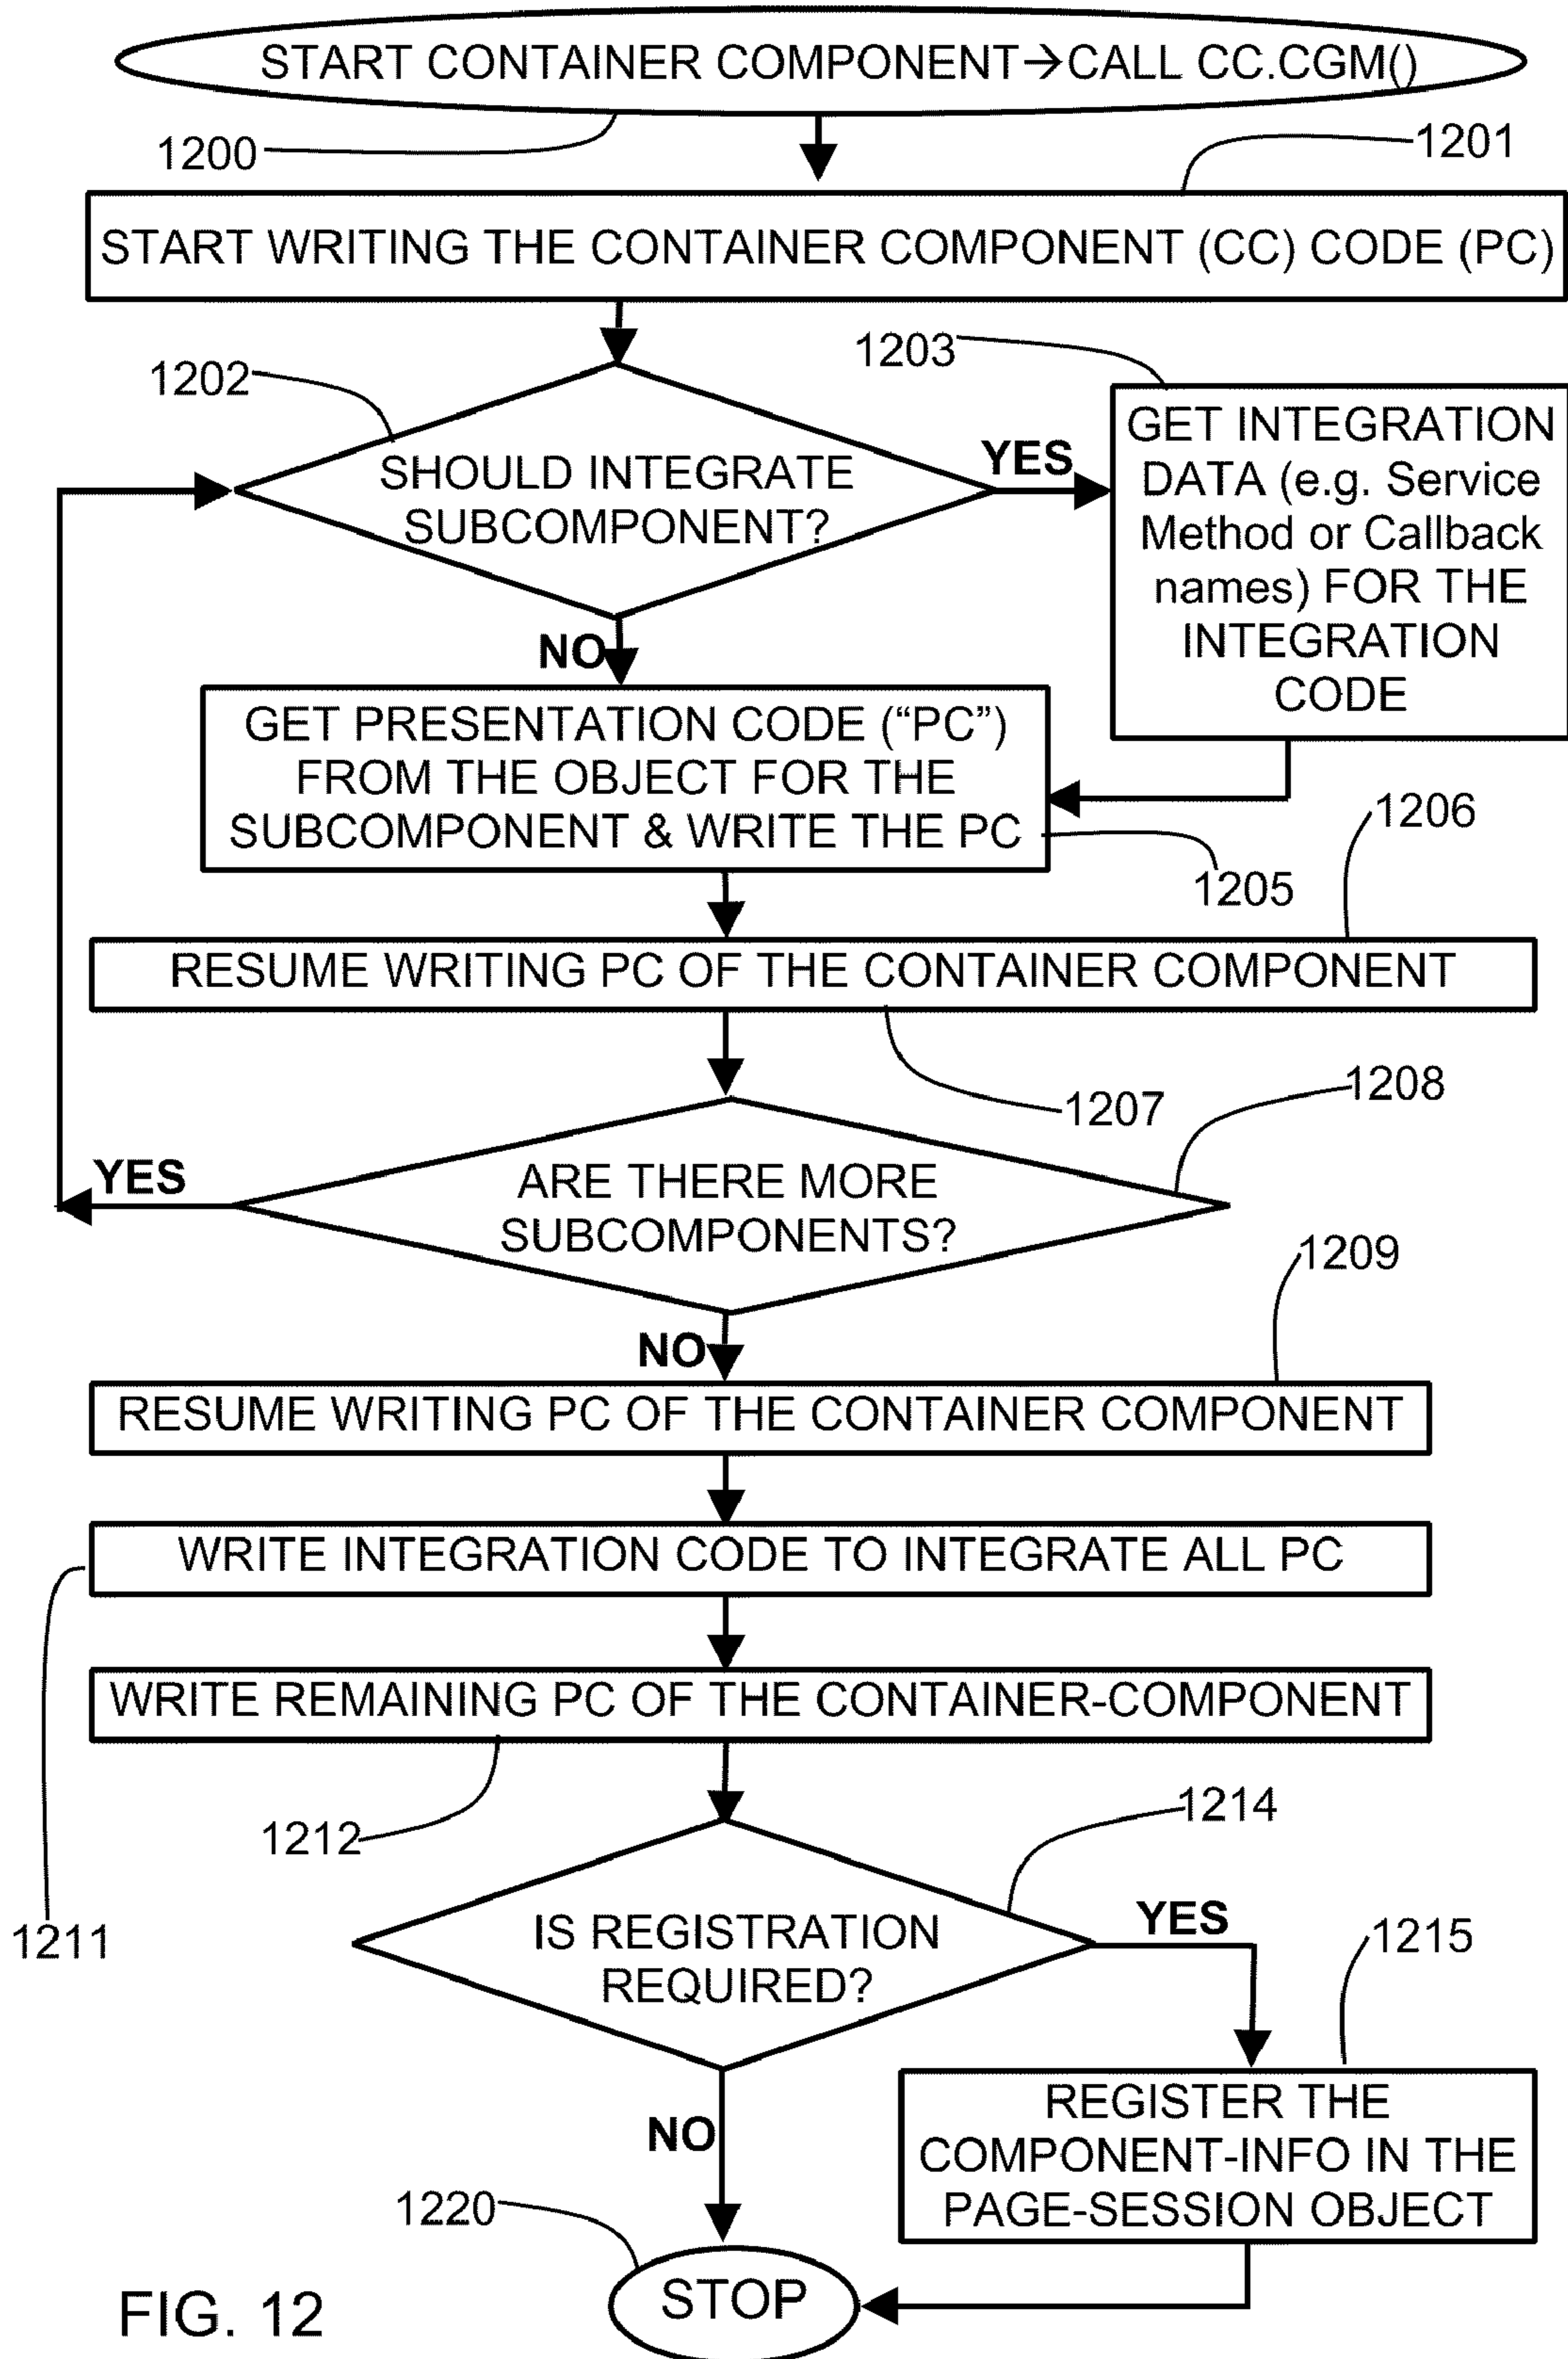 START CONTAINER COMPONENT→CALL CC.CGM()
1200
1201
START WRITING THE CONTAINER COMPONENT (CC) CODE (PC)
1202
1203
SHOULD INTEGRATE
SUBCOMPONENT?
YES
GET INTEGRATION
DATA (e.g. Service
Method or Callback
names) FOR THE
INTEGRATION
CODE
NO
GET PRESENTATION CODE (“PC”)
FROM THE OBJECT FOR THE
SUBCOMPONENT & WRITE THE PC
1205
1206
RESUME WRITING PC OF THE CONTAINER COMPONENT
1207
1208
ARE THERE MORE
SUBCOMPONENTS?
YES
NO
1209
RESUME WRITING PC OF THE CONTAINER COMPONENT
WRITE INTEGRATION CODE TO INTEGRATE ALL PC
1211
WRITE REMAINING PC OF THE CONTAINER-COMPONENT
1212
1214
IS REGISTRATION
REQUIRED?
YES
1215
REGISTER THE
COMPONENT-INFO IN THE
PAGE-SESSION OBJECT
NO
1220
STOP
FIG. 12